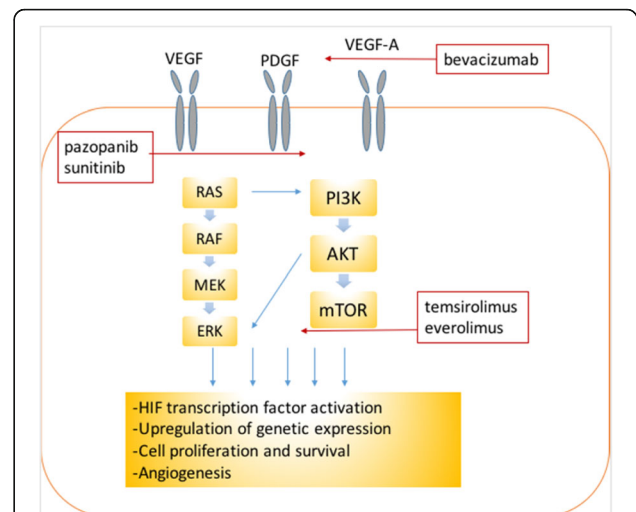 VEGF
PDGF
VEGF-A
bevacizumab
pazopanib
sunitinib
RAS
PI3K
RAF
AKT
MEK
mTOR
ERK
temsirolimus
everolimus
-HIF transcription factor activation
-Upregulation of genetic expression
-Cell proliferation and survival
-Angiogenesis